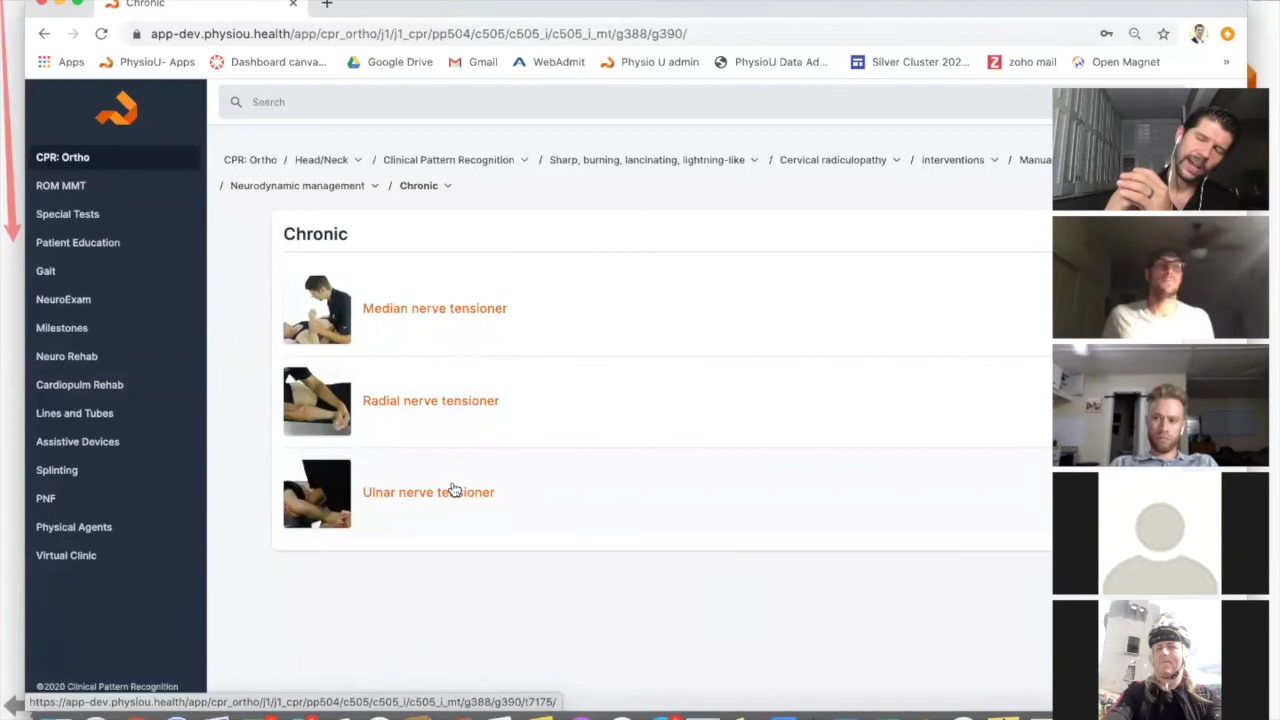 Chronic
app-dev.physiou.health/app/cpr_ortho/j1/j1_cpr/pp504/c505/c505_i/c505_i_mt/g388/g390/
Apps PhysioU- Apps Dashboard canva... Google Drive Gmail WebAdmit Physio U admin PhysioU Data Ad... Silver Cluster 202... zoho mail Open Magnet »
Search
CPR: Ortho
ROM MMT
Special Tests
Patient Education
Gait
NeuroExam
Milestones
Neuro Rehab
Cardiopulm Rehab
Lines and Tubes
Assistive Devices
Splinting
PNF
Physical Agents
Virtual Clinic
©2020 Clinical Pattern Recognition
CPR: Ortho / Head/Neck / Clinical Pattern Recognition / Sharp, burning, lancinating, lightning-like / Cervical radiculopathy / interventions / Manua
/ Neurodynamic management / Chronic
Chronic
Median nerve tensioner
Radial nerve tensioner
Ulnar nerve tensioner
https://app-dev.physiou.health/app/cpr_ortho/j1/j1_cpr/pp504/c505/c505_i/c505_i_mt/g388/g390/t7175/